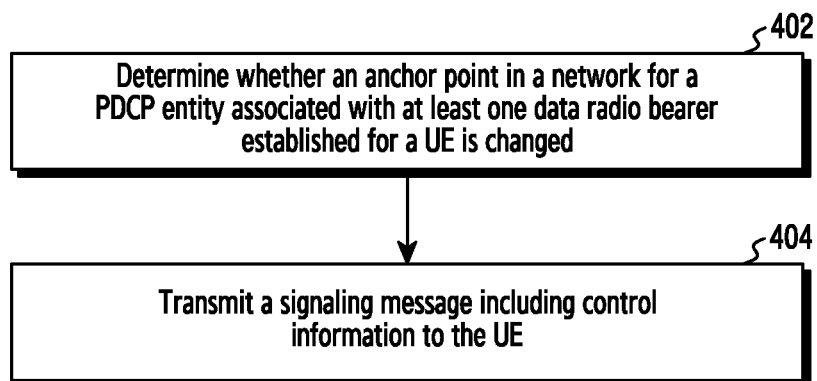 402
Determine whether an anchor point in a network for a
PDCP entity associated with at least one data radio bearer
established for a UE is changed
404
Transmit a signaling message including control
information to the UE